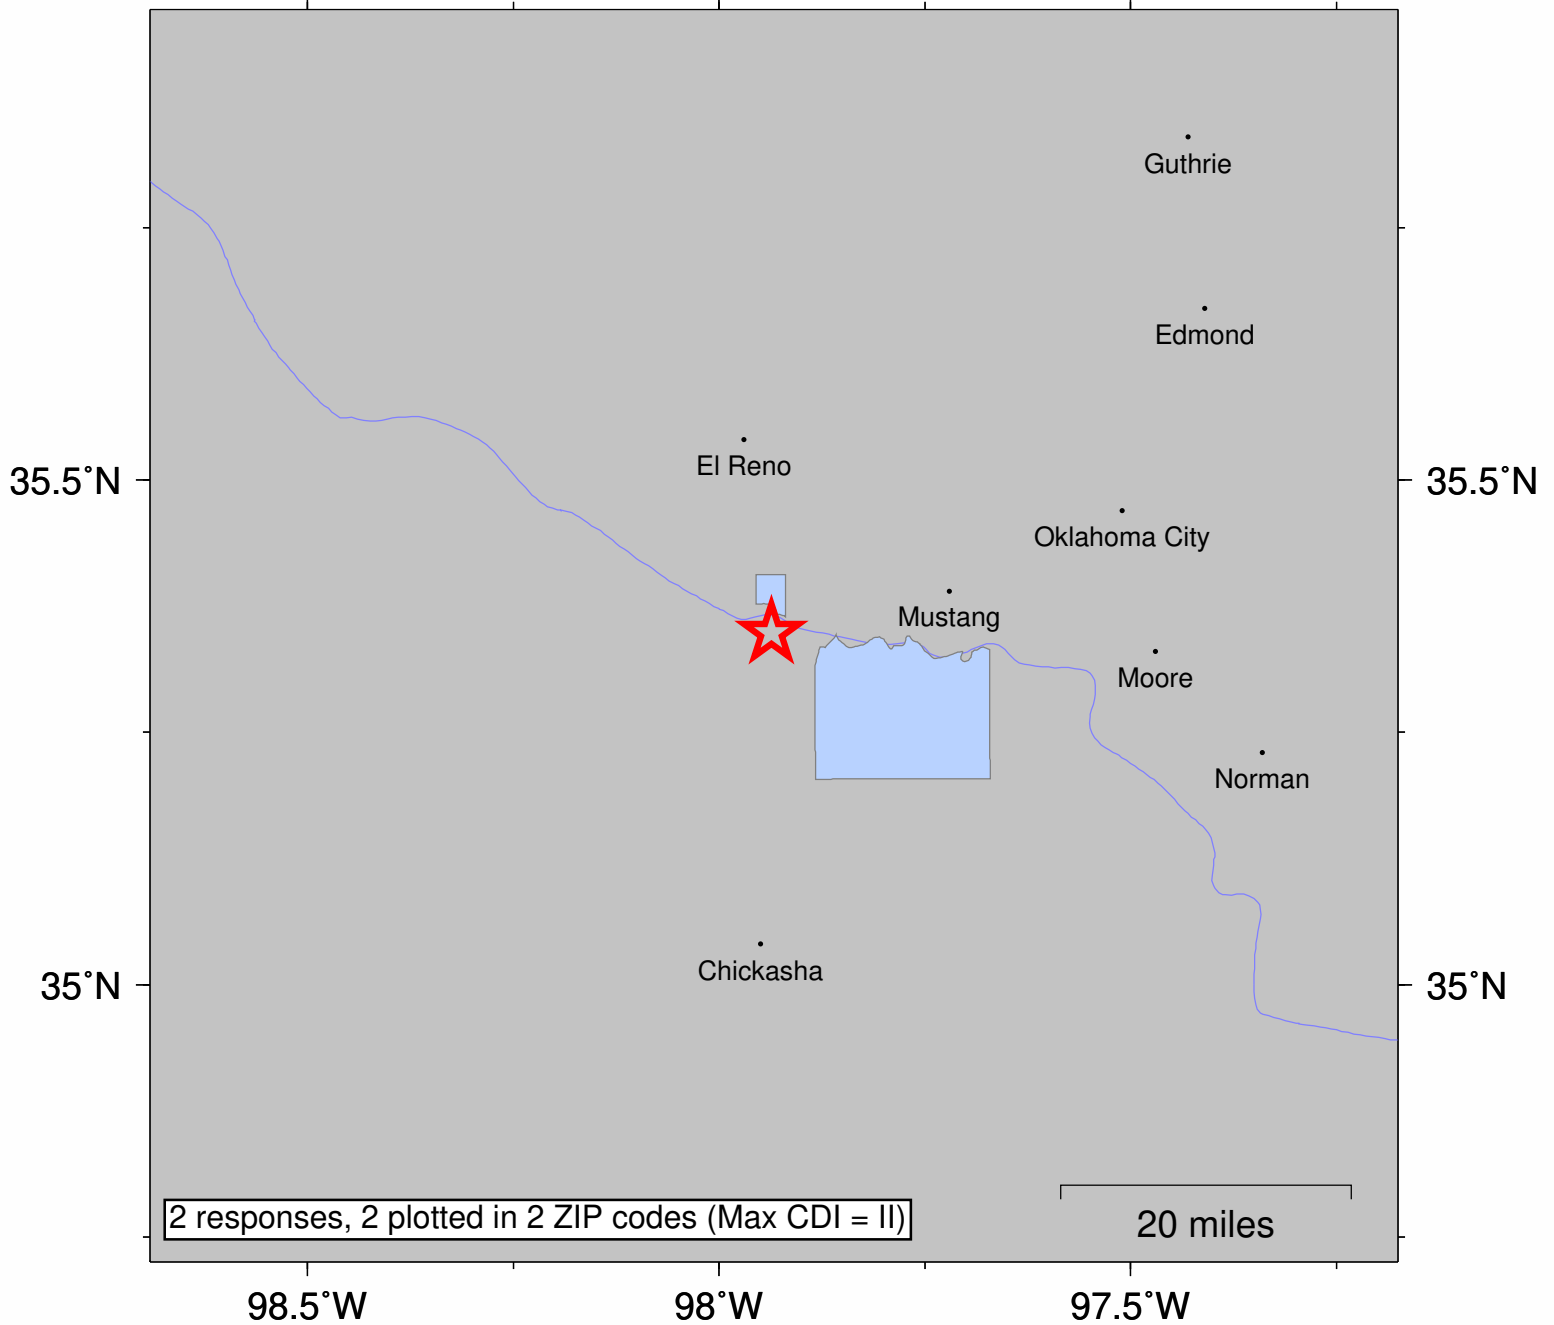 Guthrie
Edmond
El Reno
35.5˚N
35.5˚N
Oklahoma City
Mustang
Moore
Norman
Chickasha
35˚N
35˚N
2 responses, 2 plotted in 2 ZIP codes (Max CDI = II)
20 miles
98.5˚W
98˚W
97.5˚W